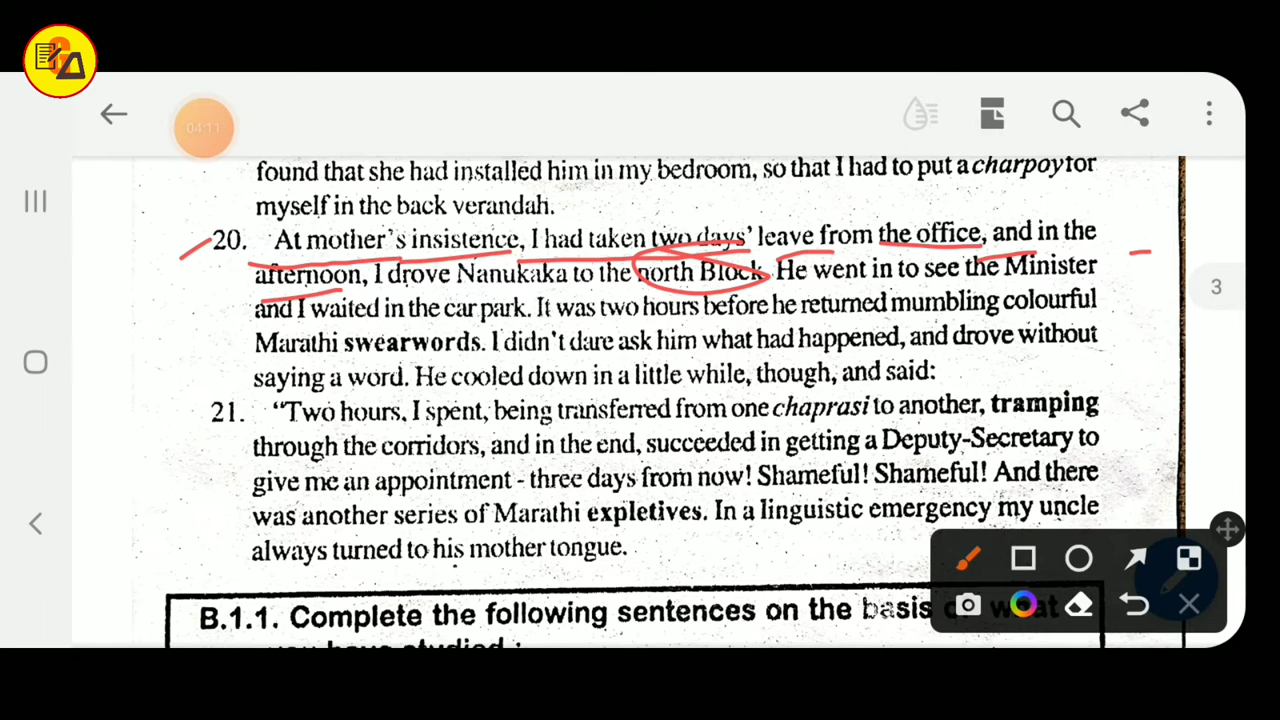 04:11
found that she had installed him in my bedroom, so that I had to put a charpoy for
myself in the back verandah.
20. At mother's insistence, I had taken two days' leave from the office, and in the
afternoon, I drove Nanukaka to the north Block. He went in to see the Minister
and I waited in the car park. It was two hours before he returned mumbling colourful
Marathi swearwords. I didn't dare ask him what had happened, and drove without
saying a word. He cooled down in a little while, though, and said:
21. "Two hours, I spent, being transferred from one chaprasi to another, tramping
through the corridors, and in the end, succeeded in getting a Deputy-Secretary to
give me an appointment - three days from now! Shameful! Shameful! And there
was another series of Marathi expletives. In a linguistic emergency my uncle
always turned to his mother tongue.
B.1.1. Complete the following sentences on the basis of what
you have studied :
3